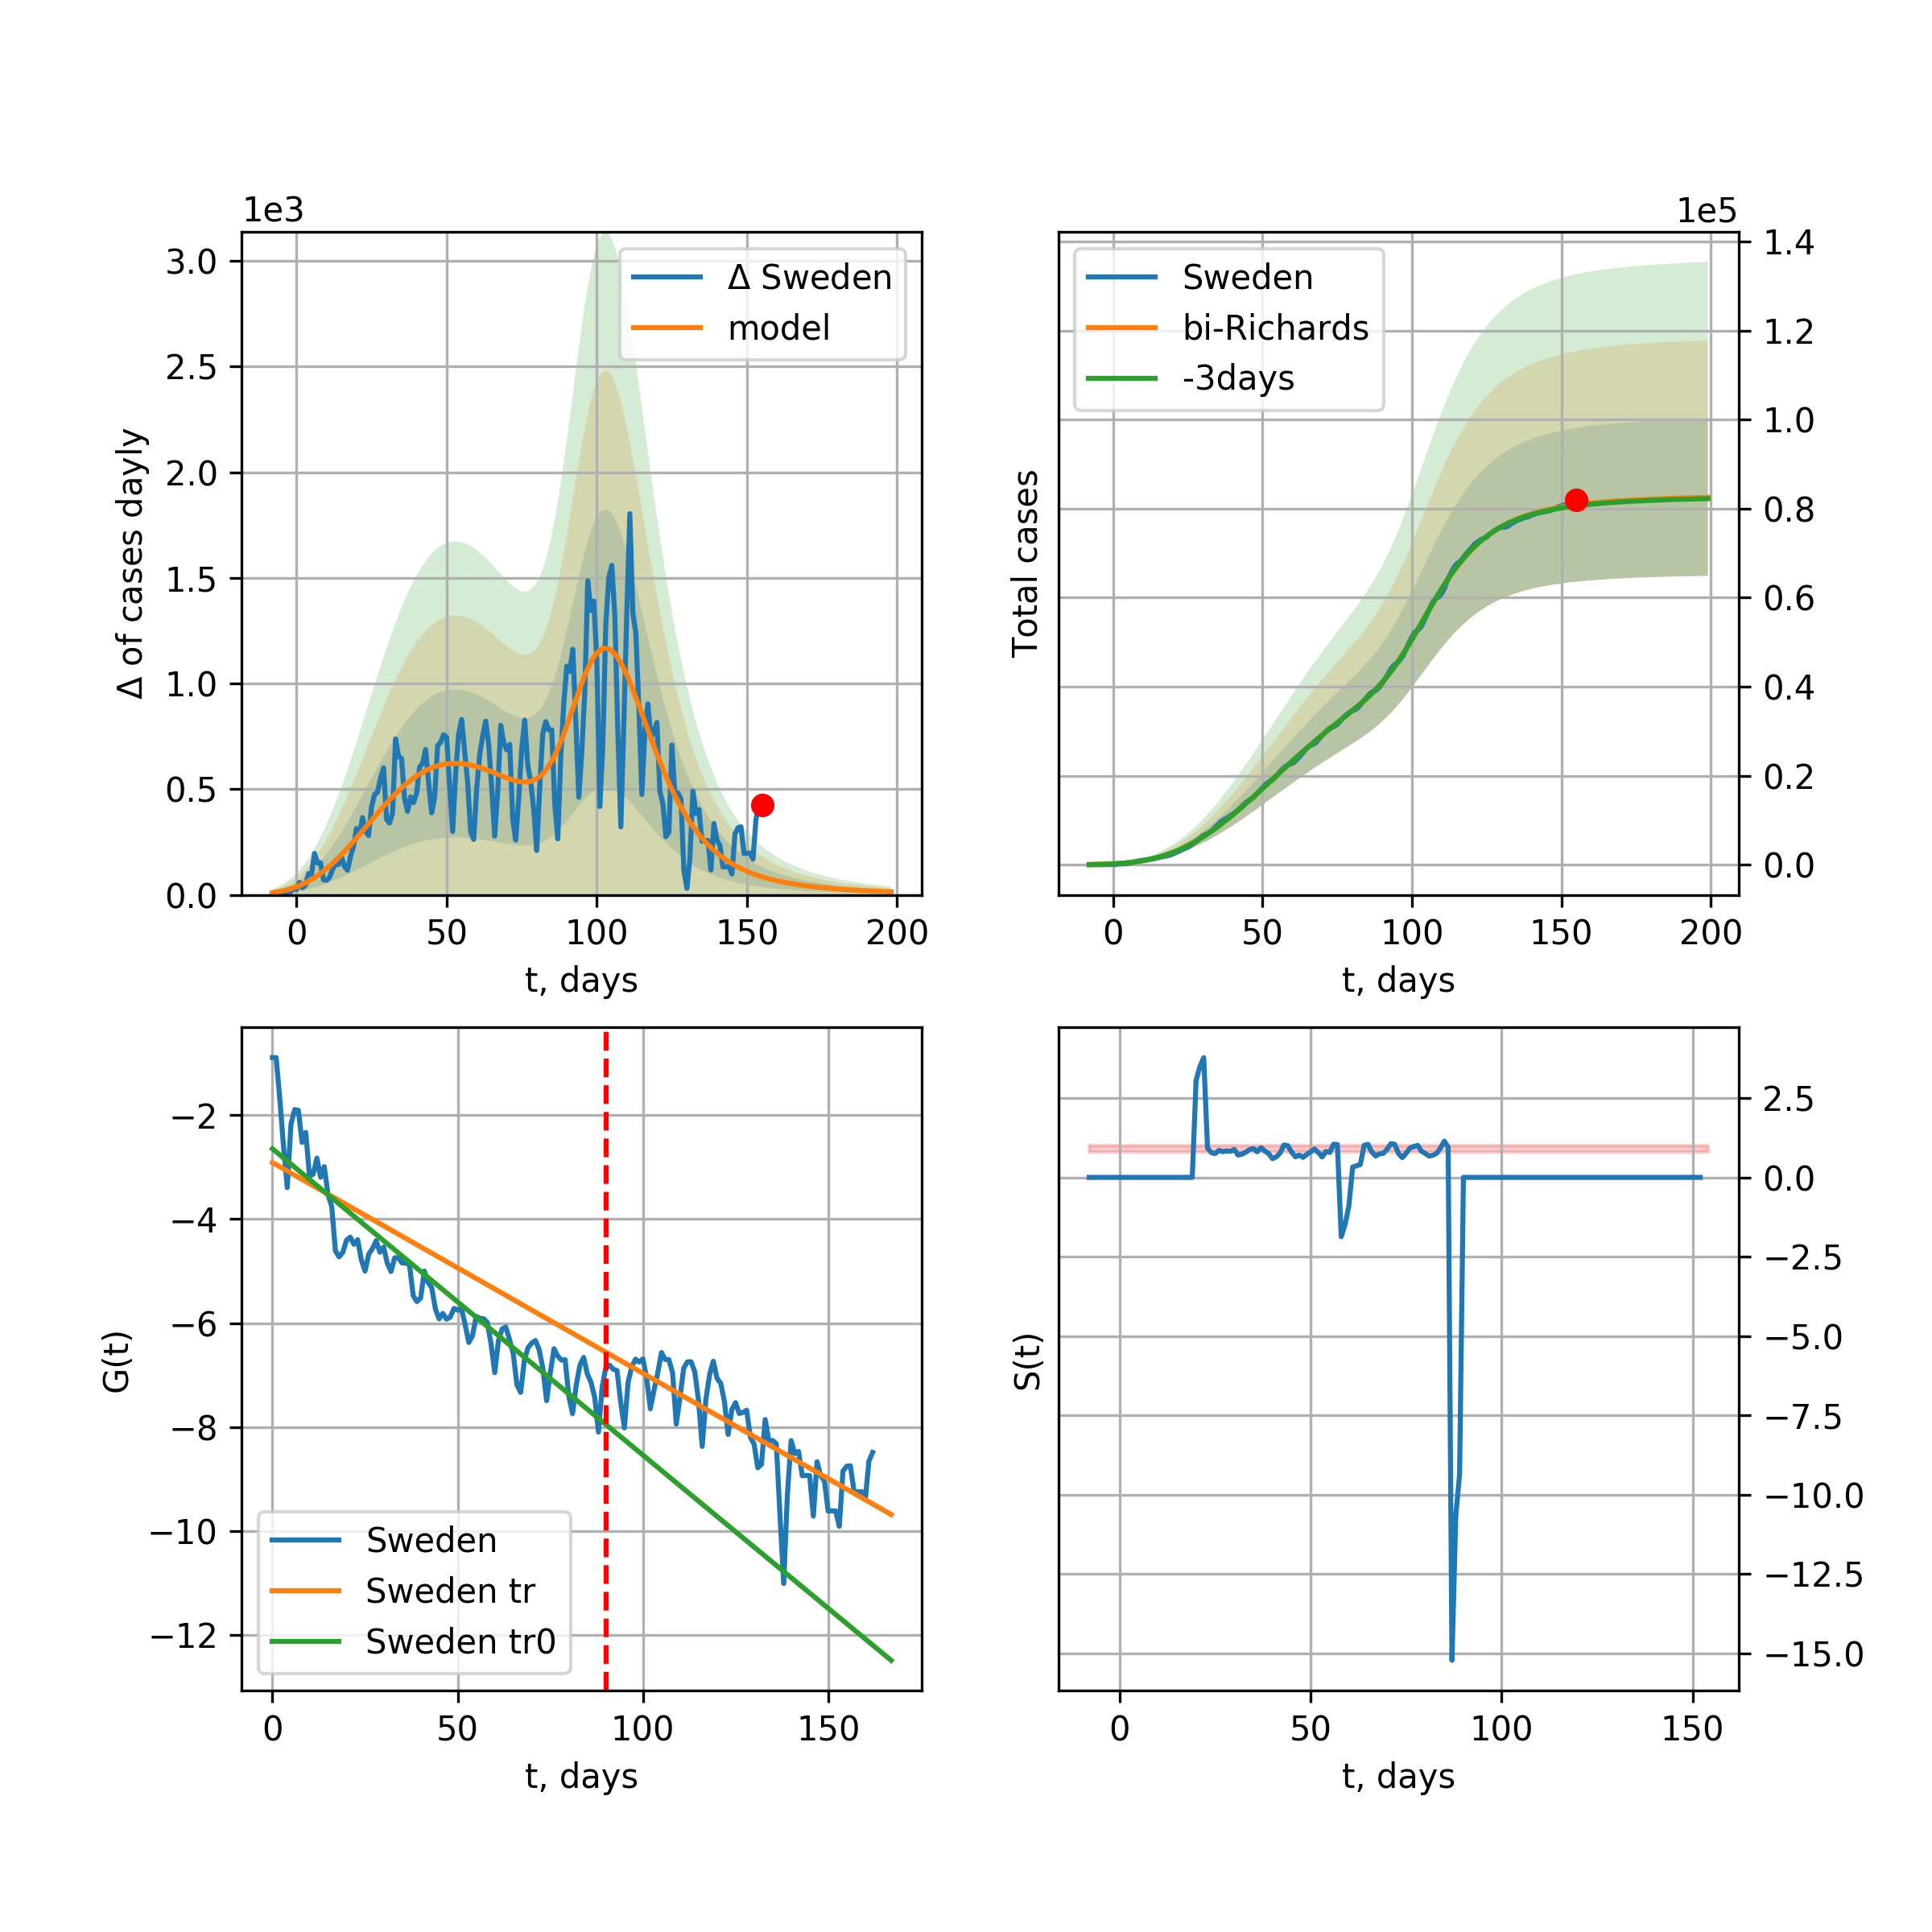 1e3
3.0
2.5
2.0
1.5
1.0
0.5
0.0
Δ of cases dayly
Δ Sweden
model
0 50 100 150 200
t, days
1e5
1.4
1.2
1.0
0.8
0.6
0.4
0.2
0.0
Total cases
Sweden
bi-Richards
-3days
0 50 100 150 200
t, days
−2
−4
−6
−8
−10
−12
G(t)
Sweden
Sweden tr
Sweden tr0
0 50 100 150
t, days
2.5
0.0
−2.5
−5.0
−7.5
−10.0
−12.5
−15.0
S(t)
0 50 100 150
t, days